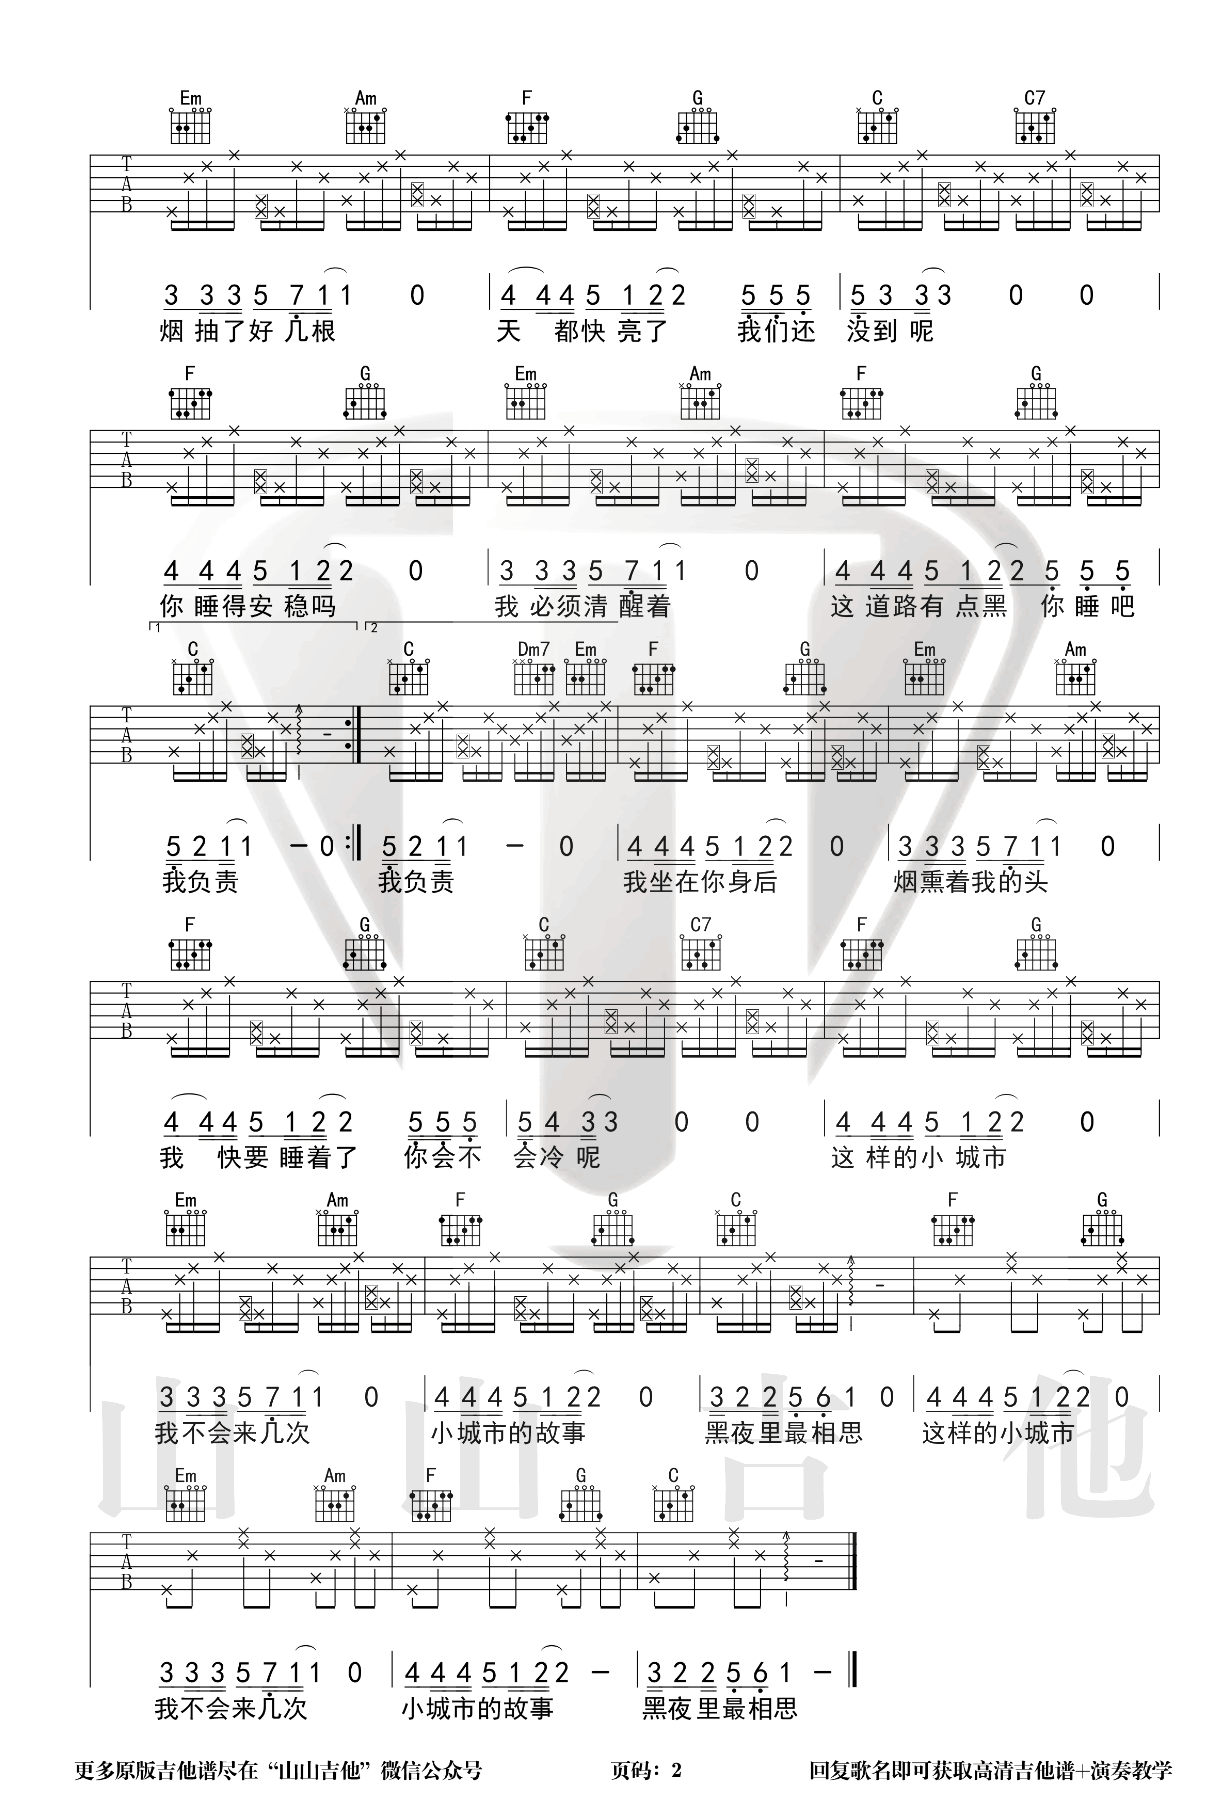 Em Am F G C C7
T A B
3 3 3 5 7 1 1 0 4 4 4 5 1 2 2 5 5 5 5 3 3 3 0 0
烟 抽了好 几根 天 都快 亮了 我们还 没到 呢
F G Em Am F G
T A B
4 4 4 5 1 2 2 0 3 3 3 5 7 1 1 0 4 4 4 5 1 2 2 5 5 5
你 睡得安 稳吗 我 必须清 醒着 这 道路有 点黑 你 睡 吧
1 2
C C Dm7 Em F G Em Am
T A B
5 2 1 1 - 0 5 2 1 1 - 0 4 4 4 5 1 2 2 0 3 3 3 5 7 1 1 0
我负责 我负责 我坐在你身后 烟熏着我的头
F G C C7 F G
T A B
4 4 4 5 1 2 2 5 5 5 5 4 3 3 0 0 4 4 4 5 1 2 2 0
我 快要 睡着了 你会不 会冷 呢 这 样的小 城市
Em Am F G C F G
T A B
3 3 3 5 7 1 1 0 4 4 4 5 1 2 2 0 3 2 2 5 6 1 0 4 4 4 5 1 2 2 0
我不会来几次 小城市的故事 黑夜里最相思 这样的小城市
山山吉他
Em Am F G C
T A B
3 3 3 5 7 1 1 0 4 4 4 5 1 2 2 - 3 2 2 5 6 1 -
我不会来几次 小城市的故事 黑夜里最相思
更多原版吉他谱尽在“山山吉他”微信公众号 页码：2 回复歌名即可获取高清吉他谱+演奏教学